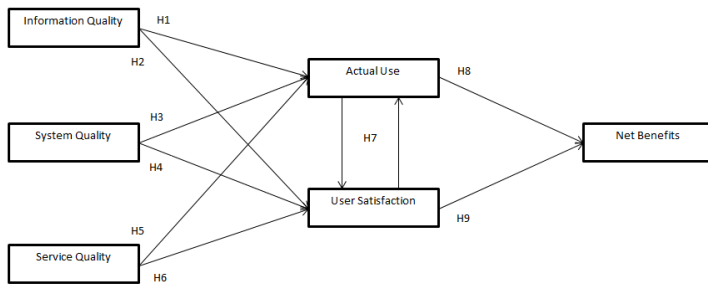 Information Quality
H1
H2
Actual Use
H8
H3
System Quality
H7
Net Benefits
H4
User Satisfaction
H9
H5
Service Quality
H6